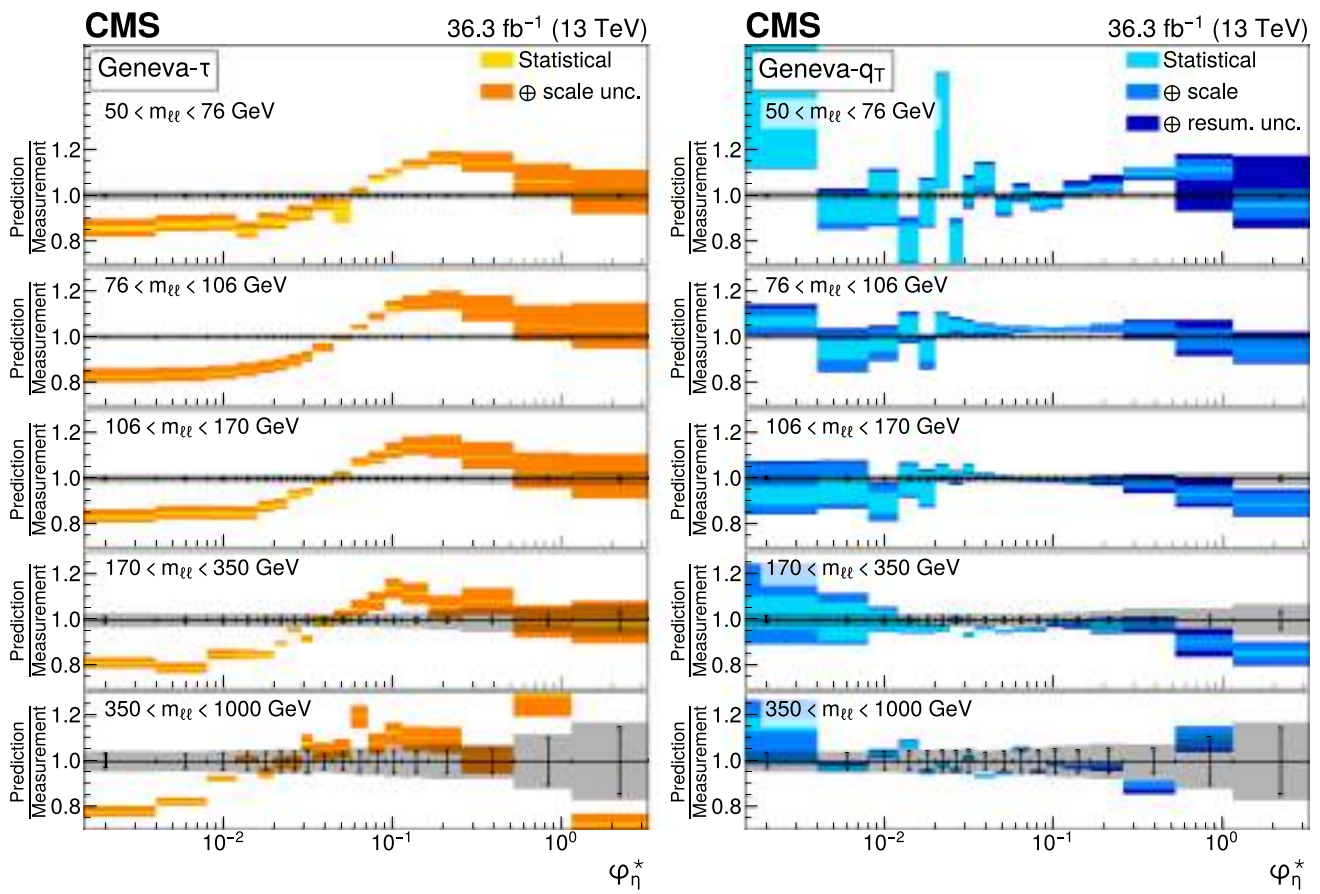 CMS 36.3 fb⁻¹ (13 TeV)
Geneva-τ
Statistical
⊕ scale unc.
50 < mℓℓ < 76 GeV
Prediction
Measurement
1.2
1.0
0.8
76 < mℓℓ < 106 GeV
Prediction
Measurement
1.2
1.0
0.8
106 < mℓℓ < 170 GeV
Prediction
Measurement
1.2
1.0
0.8
170 < mℓℓ < 350 GeV
Prediction
Measurement
1.2
1.0
0.8
350 < mℓℓ < 1000 GeV
Prediction
Measurement
1.2
1.0
0.8
10⁻² 10⁻¹ 10⁰
φ*η
CMS 36.3 fb⁻¹ (13 TeV)
Geneva-qT
Statistical
⊕ scale
⊕ resum. unc.
50 < mℓℓ < 76 GeV
Prediction
Measurement
1.2
1.0
0.8
76 < mℓℓ < 106 GeV
Prediction
Measurement
1.2
1.0
0.8
106 < mℓℓ < 170 GeV
Prediction
Measurement
1.2
1.0
0.8
170 < mℓℓ < 350 GeV
Prediction
Measurement
1.2
1.0
0.8
350 < mℓℓ < 1000 GeV
Prediction
Measurement
1.2
1.0
0.8
10⁻² 10⁻¹ 10⁰
φ*η